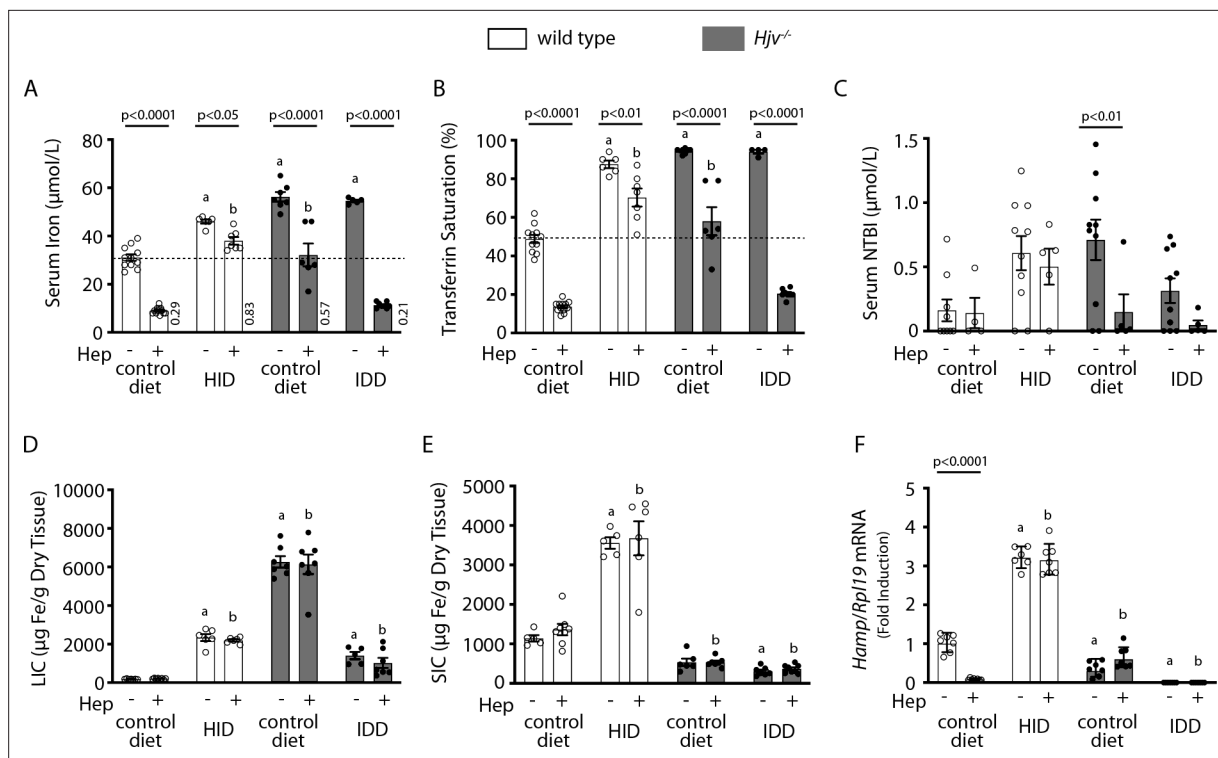 wild type Hjv-/-
A
p<0.0001 p<0.05 p<0.0001 p<0.0001
Serum Iron (µmol/L)
80
60
40
20
0
a b a b a
0.29 0.83 0.57 0.21
Hep - + - + - + - +
control diet HID control diet IDD
B
p<0.0001 p<0.01 p<0.0001 p<0.0001
Transferrin Saturation (%)
100
80
60
40
20
0
a b a b a
Hep - + - + - + - +
control diet HID control diet IDD
C
p<0.01
Serum NTBI (µmol/L)
1.5
1.0
0.5
0
Hep - + - + - + - +
control diet HID control diet IDD
D
LIC (µg Fe/g Dry Tissue)
10000
8000
6000
4000
2000
0
a b a b a b
Hep - + - + - + - +
control diet HID control diet IDD
E
SIC (µg Fe/g Dry Tissue)
5000
4000
3000
2000
1000
0
a b b a b
Hep - + - + - + - +
control diet HID control diet IDD
F
p<0.0001
Hamp/Rpl19 mRNA
(Fold Induction)
5
4
3
2
1
0
a b a b a b
Hep - + - + - + - +
control diet HID control diet IDD